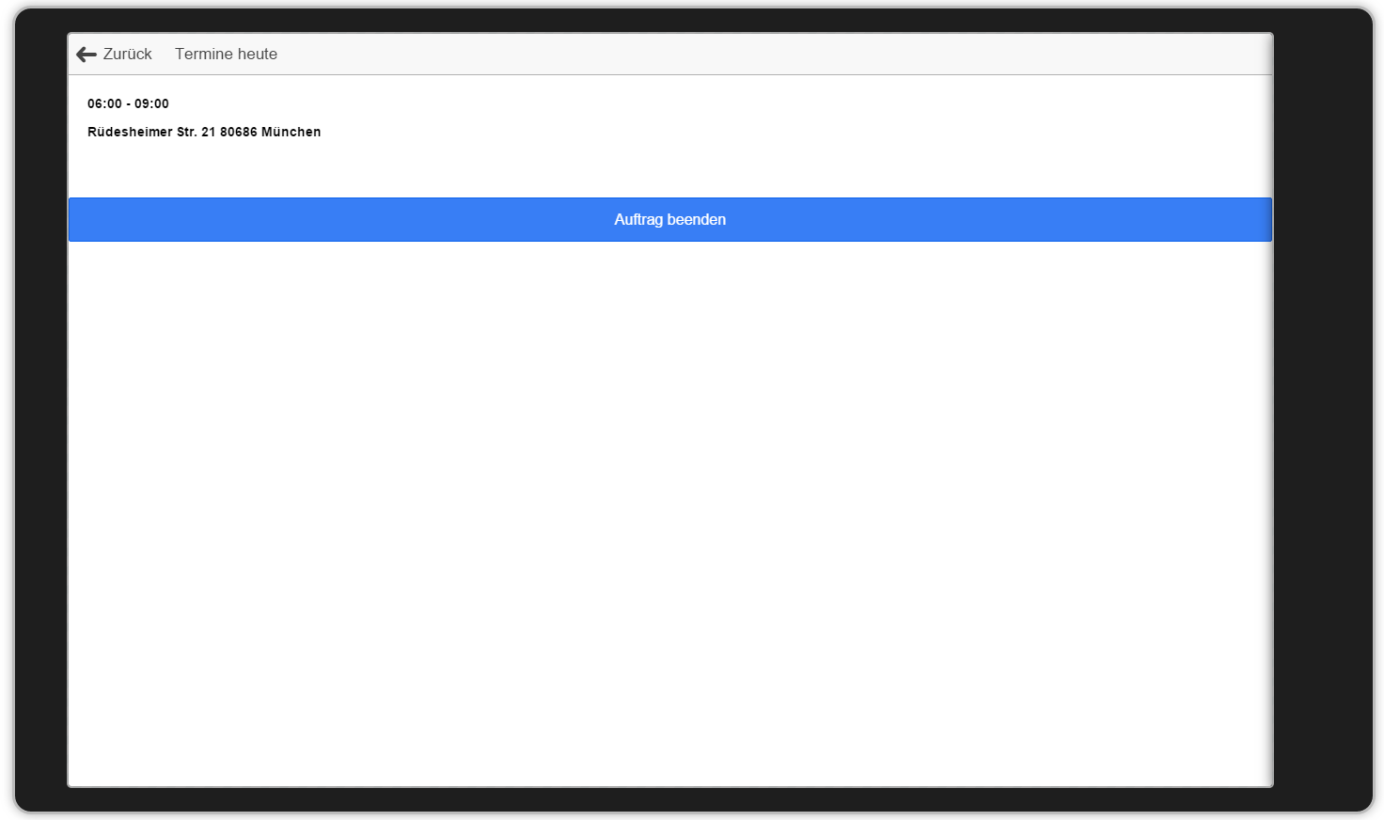 Zurück Termine heute
06:00 - 09:00
Rüdesheimer Str. 21 80686 München
Auftrag beenden